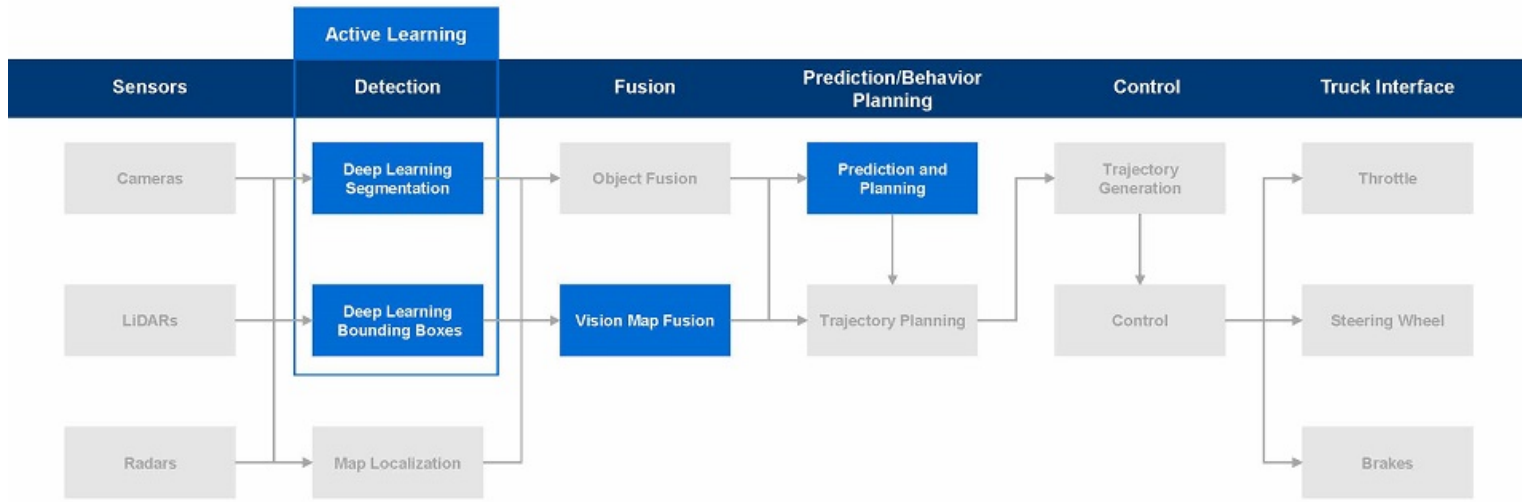 Active Learning
Sensors
Detection
Fusion
Prediction/Behavior
Planning
Control
Truck Interface
Cameras
Deep Learning
Segmentation
Object Fusion
Prediction and
Planning
Trajectory
Generation
Throttle
LiDARs
Deep Learning
Bounding Boxes
Vision Map Fusion
Trajectory Planning
Control
Steering Wheel
Radars
Map Localization
Brakes